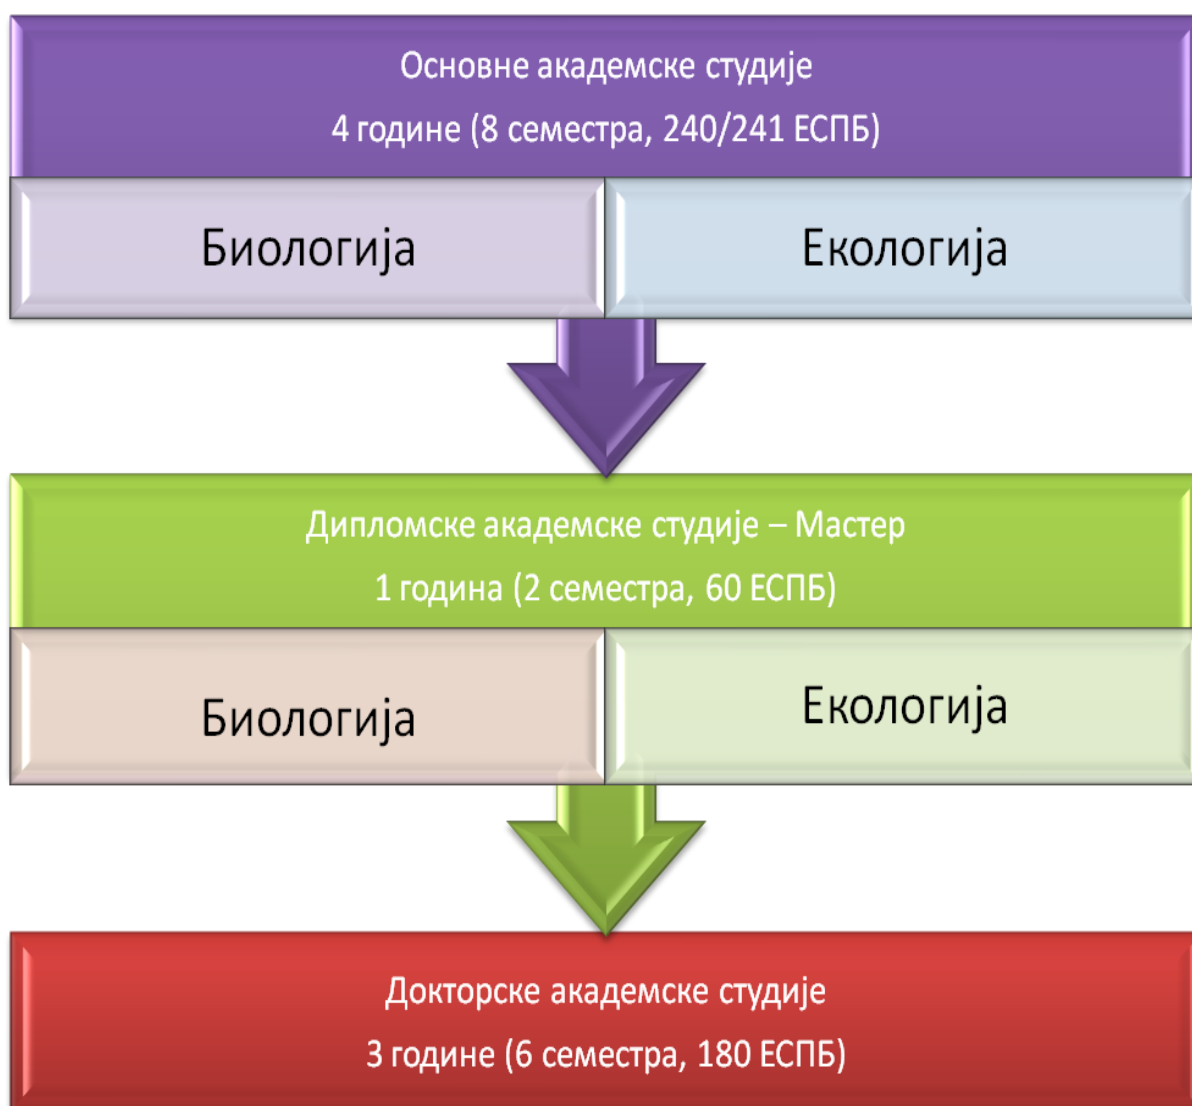 Основне академске студије
4 године (8 семестра, 240/241 ЕСПБ)
Биологија
Екологија
Дипломске академске студије – Мастер
1 година (2 семестра, 60 ЕСПБ)
Биологија
Екологија
Докторске академске студије
3 године (6 семестра, 180 ЕСПБ)